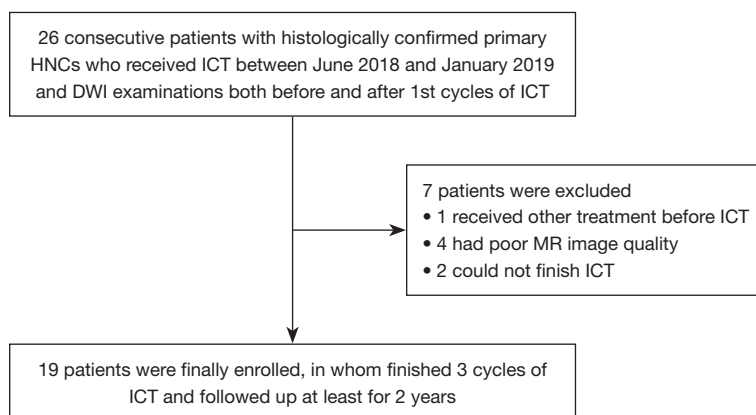 26 consecutive patients with histologically confirmed primary
HNCs who received ICT between June 2018 and January 2019
and DWI examinations both before and after 1st cycles of ICT
7 patients were excluded
• 1 received other treatment before ICT
• 4 had poor MR image quality
• 2 could not finish ICT
19 patients were finally enrolled, in whom finished 3 cycles of
ICT and followed up at least for 2 years